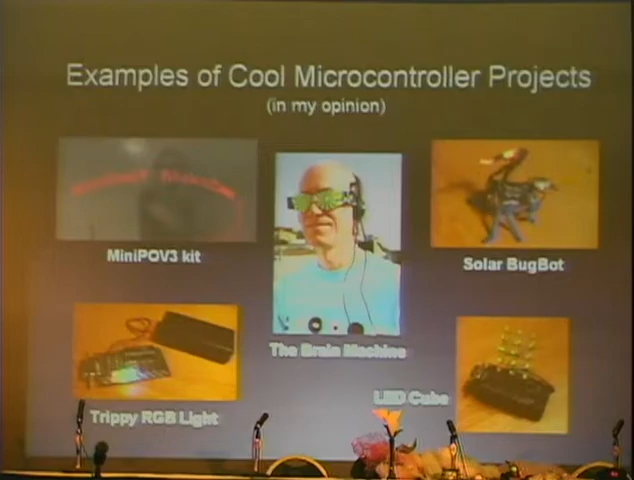 Examples of Cool Microcontroller Projects
(in my opinion)
MiniPOV3 kit
Solar BugBot
The Brain Machine
LED Cube
Trippy RGB Light